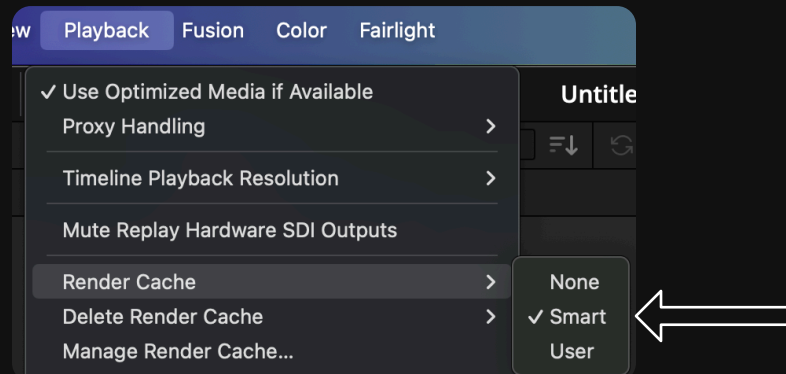 ew Playback Fusion Color Fairlight
✓ Use Optimized Media if Available
Untitle
Proxy Handling
Timeline Playback Resolution
Mute Replay Hardware SDI Outputs
Render Cache
Delete Render Cache
Manage Render Cache...
None
✓ Smart
User